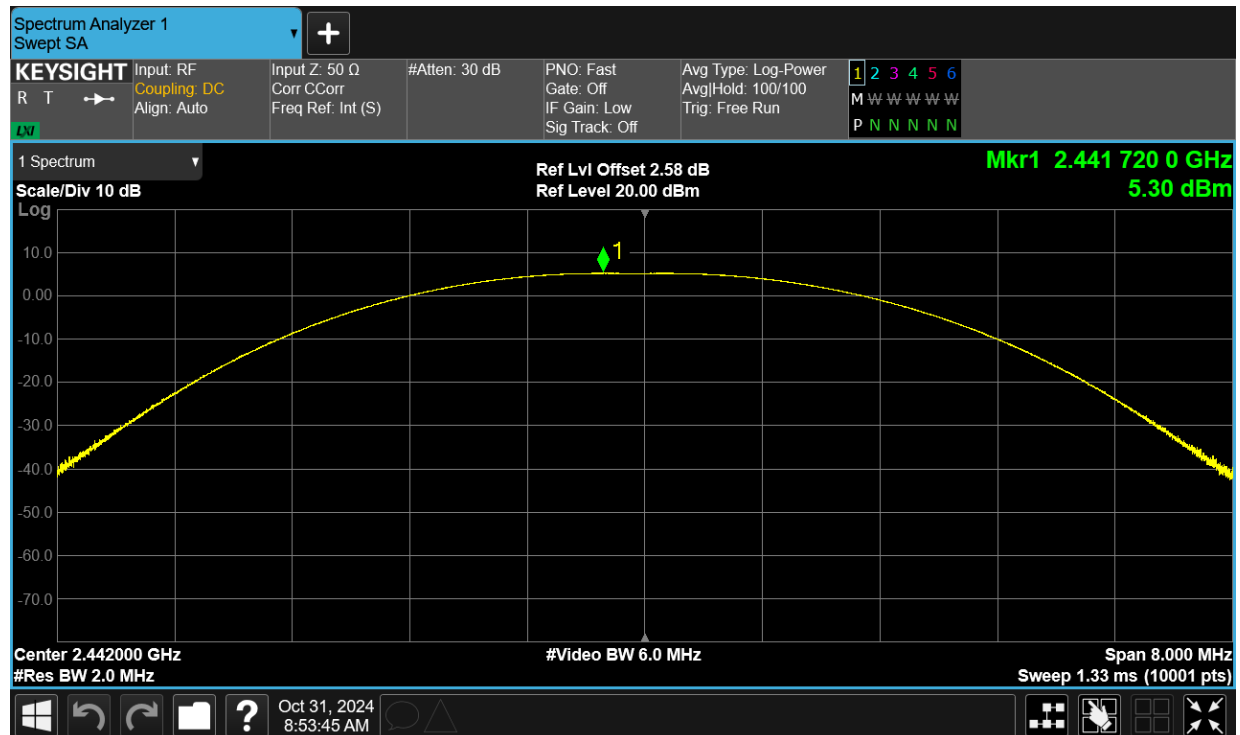 Spectrum Analyzer 1
Swept SA
KEYSIGHT
R T
LXI
Input: RF
Coupling: DC
Align: Auto
Input Z: 50 Ω
Corr CCorr
Freq Ref: Int (S)
#Atten: 30 dB
PNO: Fast
Gate: Off
IF Gain: Low
Sig Track: Off
Avg Type: Log-Power
Avg|Hold: 100/100
Trig: Free Run
1 2 3 4 5 6
M W W W W W
P N N N N N
1 Spectrum
Scale/Div 10 dB
Log
Ref Lvl Offset 2.58 dB
Ref Level 20.00 dBm
Mkr1 2.441 720 0 GHz
5.30 dBm
1
10.0
0.00
-10.0
-20.0
-30.0
-40.0
-50.0
-60.0
-70.0
Center 2.442000 GHz
#Res BW 2.0 MHz
#Video BW 6.0 MHz
Span 8.000 MHz
Sweep 1.33 ms (10001 pts)
?
Oct 31, 2024
8:53:45 AM